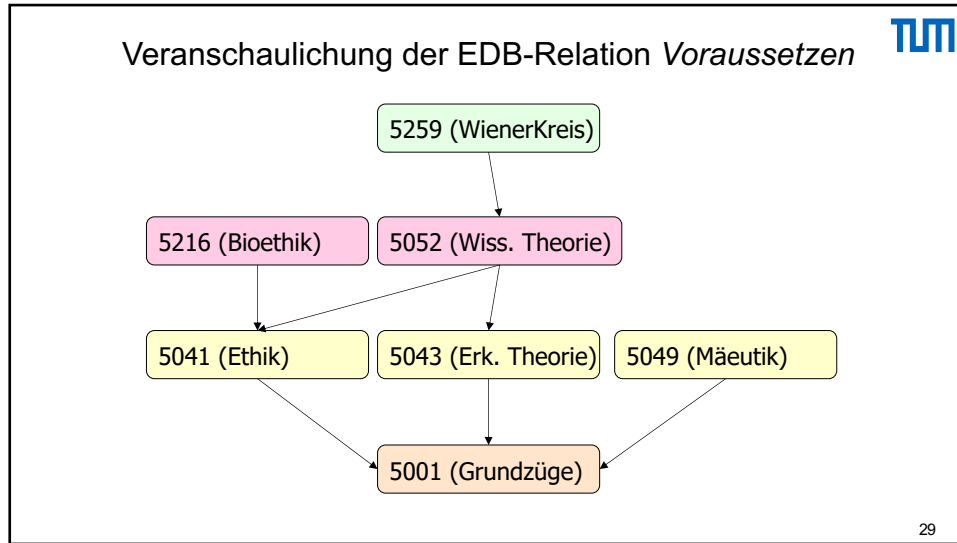 Veranschaulichung der EDB-Relation Voraussetzen
TUM
5259 (WienerKreis)
5216 (Bioethik)
5052 (Wiss. Theorie)
5041 (Ethik)
5043 (Erk. Theorie)
5049 (Mäeutik)
5001 (Grundzüge)
29